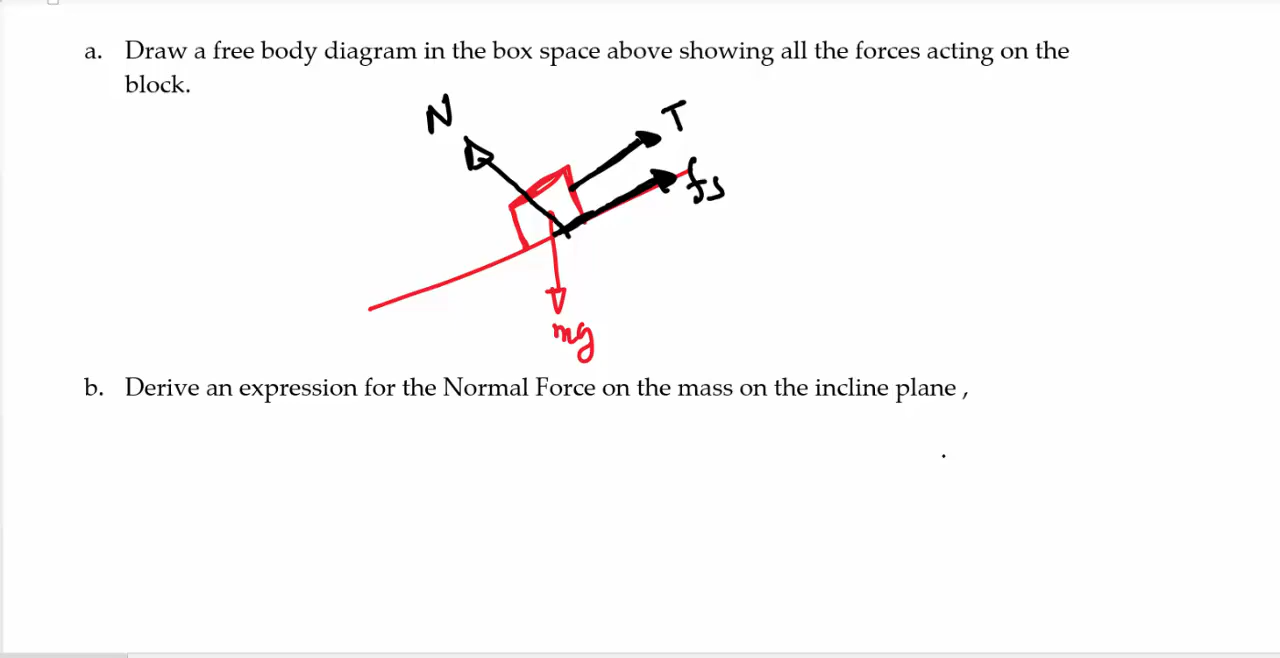 a. Draw a free body diagram in the box space above showing all the forces acting on the
block.
N
T
fs
mg
b. Derive an expression for the Normal Force on the mass on the incline plane ,
.